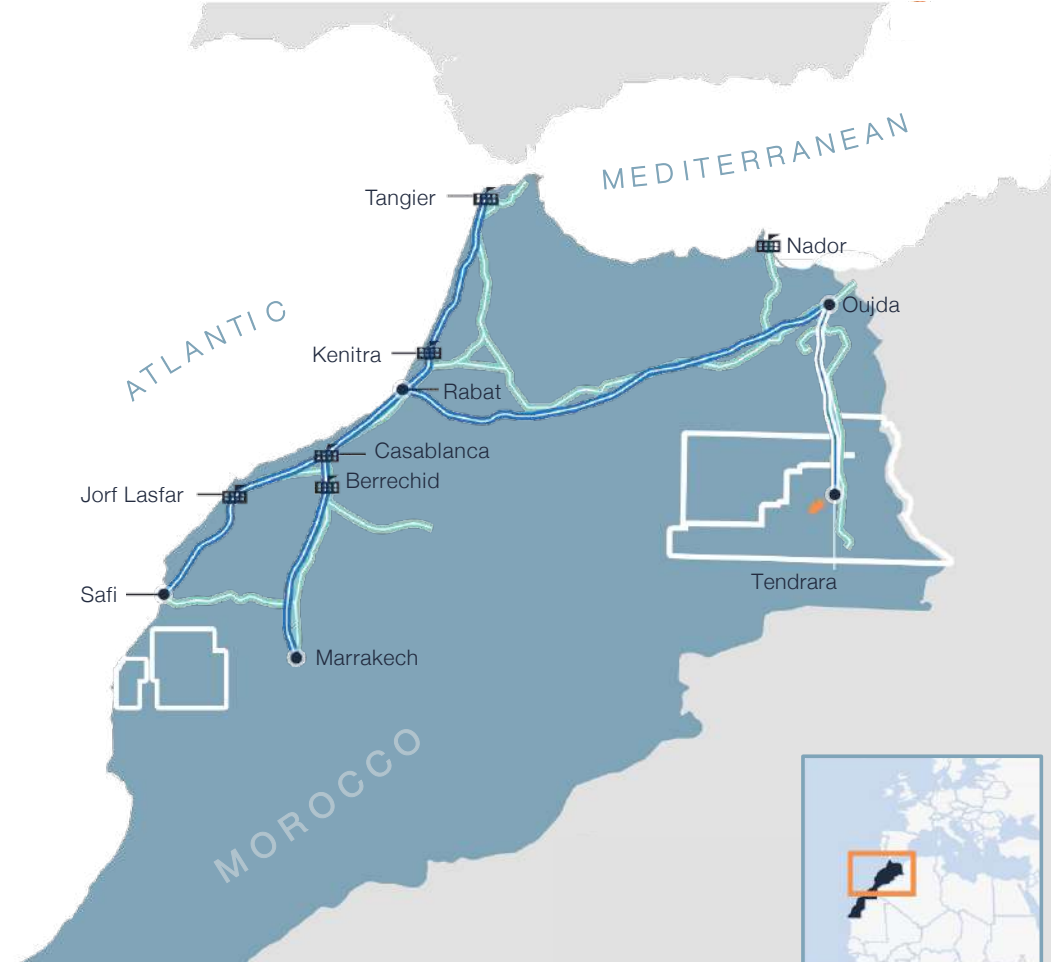 MEDITERRANEAN
Tangier
Nador
ATLANTIC
Oujda
Kenitra
Rabat
Casablanca
Berrechid
Jorf Lasfar
Tendrara
Safi
Marrakech
MOROCCO